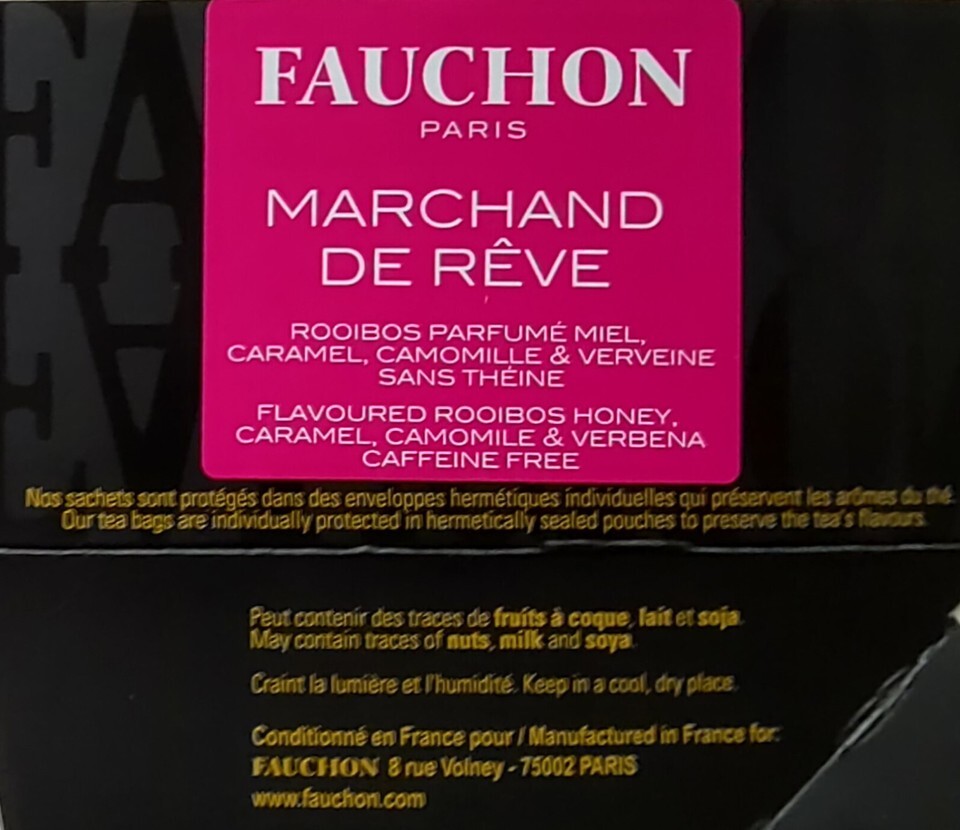 FAUCHON
PARIS
MARCHAND
DE RÊVE
ROOIBOS PARFUMÉ MIEL,
CARAMEL, CAMOMILLE & VERVEINE
SANS THÉINE
FLAVOURED ROOIBOS HONEY,
CARAMEL, CAMOMILE & VERBENA
CAFFEINE FREE
Nos sachets sont protégés dans des enveloppes hermétiques individuelles qui préservent les arômes du thé.
Our tea bags are individually protected in hermetically sealed pouches to preserve the tea's flavours.
Peut contenir des traces de fruits à coque, lait et soja.
May contain traces of nuts, milk and soya.
Craint la lumière et l'humidité. Keep in a cool, dry place.
Conditionné en France pour / Manufactured in France for:
FAUCHON 8 rue Volney - 75002 PARIS
www.fauchon.com